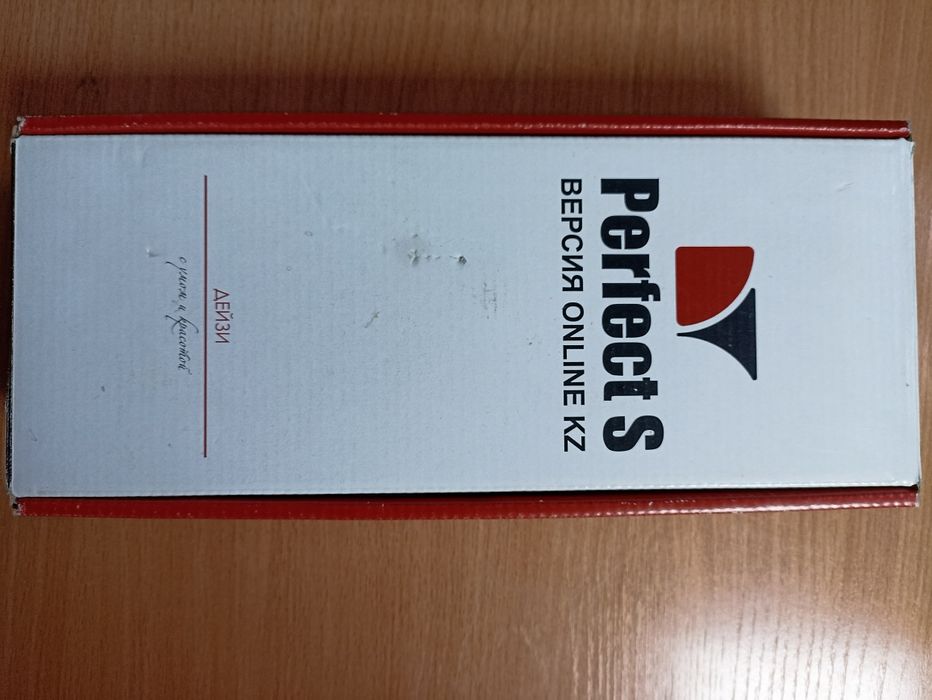 Perfect S
ВЕРСИЯ ONLINE KZ
ДЕЙЗИ
с умом и красотой